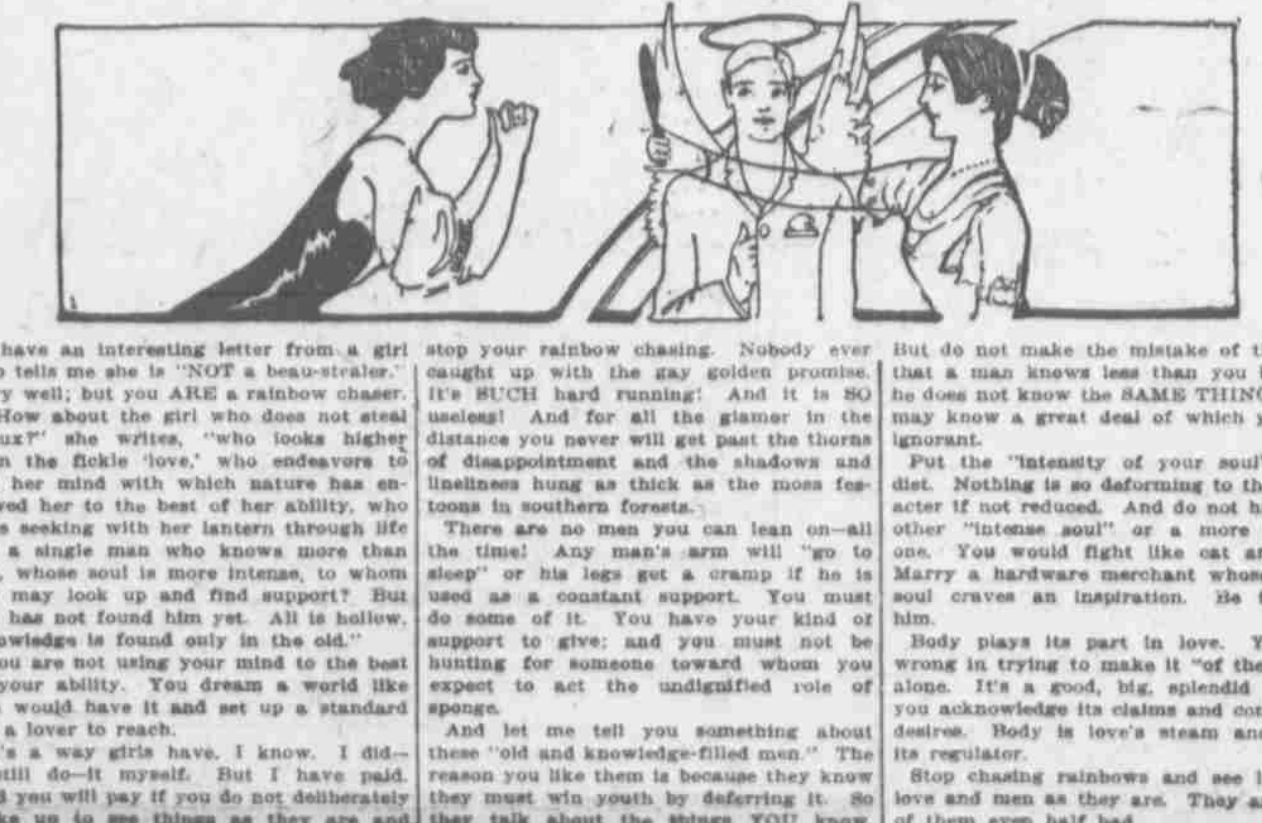 have an interesting letter from a girl
tells me she is "NOT a beau-stealer."
well; but you ARE a rainbow chaser.
How about the girl who does not steal
she writes, "who looks higher
the fickle 'love,' who endeavors to
her mind with which nature has en-
her to the best of her ability, who
seeking with her lantern through life
a single man who knows more than
whose soul is more intense, to whom
may look up and find support? But
has not found him yet. All is hollow,
is found only in the old."
are not using your mind to the best
your ability. You dream a world like
would have it and set up a standard
a lover to reach.
a way girls have, I know. I did—
still do—it myself. But I have paid.
you will pay if you do not deliberately
up to see things as they are and
stop your rainbow chasing. Nobody ever
caught up with the gay golden promise.
It's SUCH hard running! And it is SO
useless! And for all the glamor in the
distance you never will get past the thorns
of disappointment and the shadows and
lineliness hung as thick as the moss fes-
toons in southern forests.
There are no men you can lean on—all
the time! Any man's arm will "go to
sleep" or his legs get a cramp if he is
used as a constant support. You must
do some of it. You have your kind of
support to give; and you must not be
hunting for someone toward whom you
expect to act the undignified role of
sponge.
And let me tell you something about
these "old and knowledge-filled men." The
reason you like them is because they know
they must win youth by deferring it. So
they talk about the things YOU know.
But do not make the mistake of
that a man knows less than you
he does not know the SAME
may know a great deal of which
ignorant.
Put the "intensity of your soul"
diet. Nothing is so deforming to
acter if not reduced. And do not
other "intense soul" or a more
one. You would fight like cat
Marry a hardware merchant
soul craves an inspiration. Be
him.
Body plays its part in love.
wrong in trying to make it "of
alone. It's a good, big, splendid
you acknowledge its claims and
desires. Body is love's steam
its regulator.
Stop chasing rainbows and see
love and men as they are. They
of them even half bad.